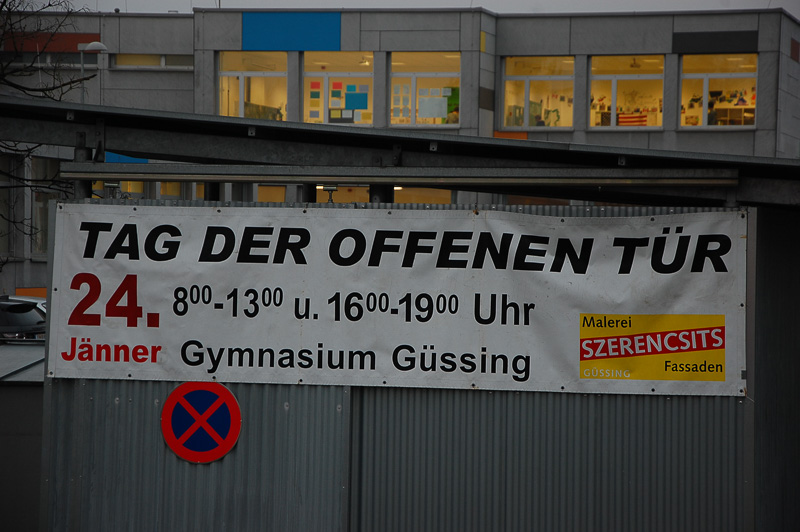 TAG DER OFFENEN TÜR
24. 8⁰⁰-13⁰⁰ u. 16⁰⁰-19⁰⁰ Uhr
Jänner Gymnasium Güssing
Malerei
SZERENCSITS
GÜSSING Fassaden